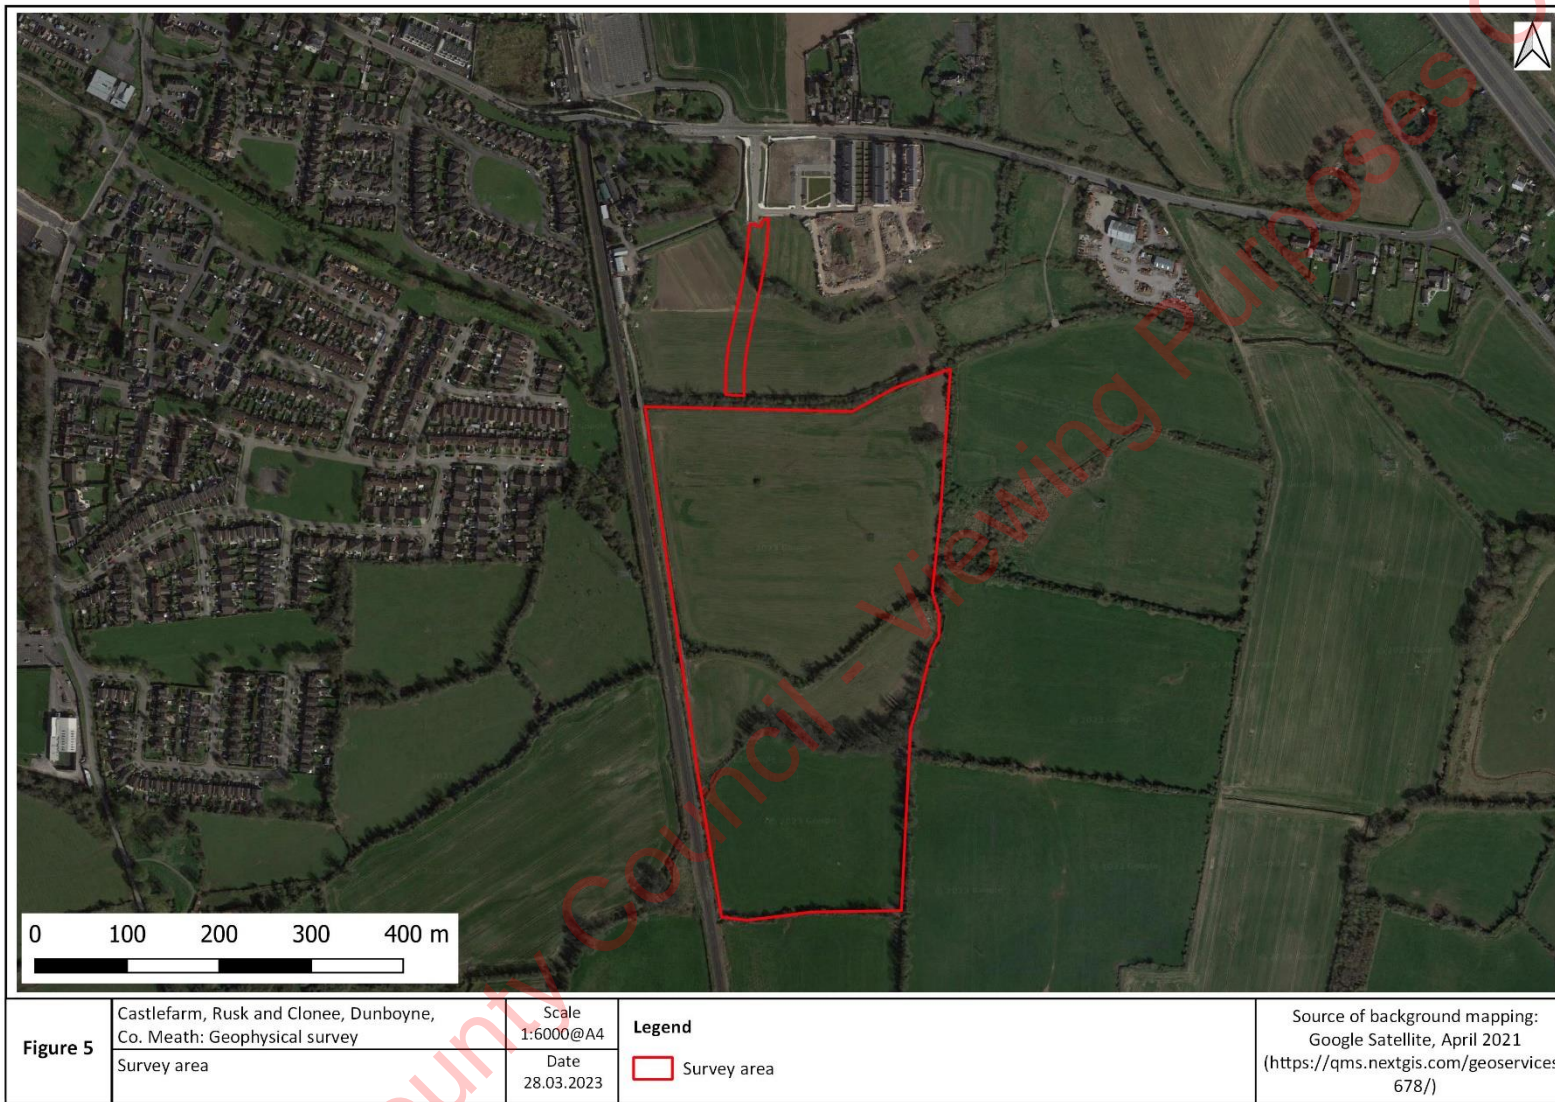 0 100 200 300 400 m
Figure 5
Castlefarm, Rusk and Clonee, Dunboyne,
Co. Meath: Geophysical survey
Survey area
Scale
1:6000@A4
Date
28.03.2023
Legend
Survey area
Source of background mapping:
Google Satellite, April 2021
(https://qms.nextgis.com/geoservices
678/)
ounty Council - Viewing Purposes O